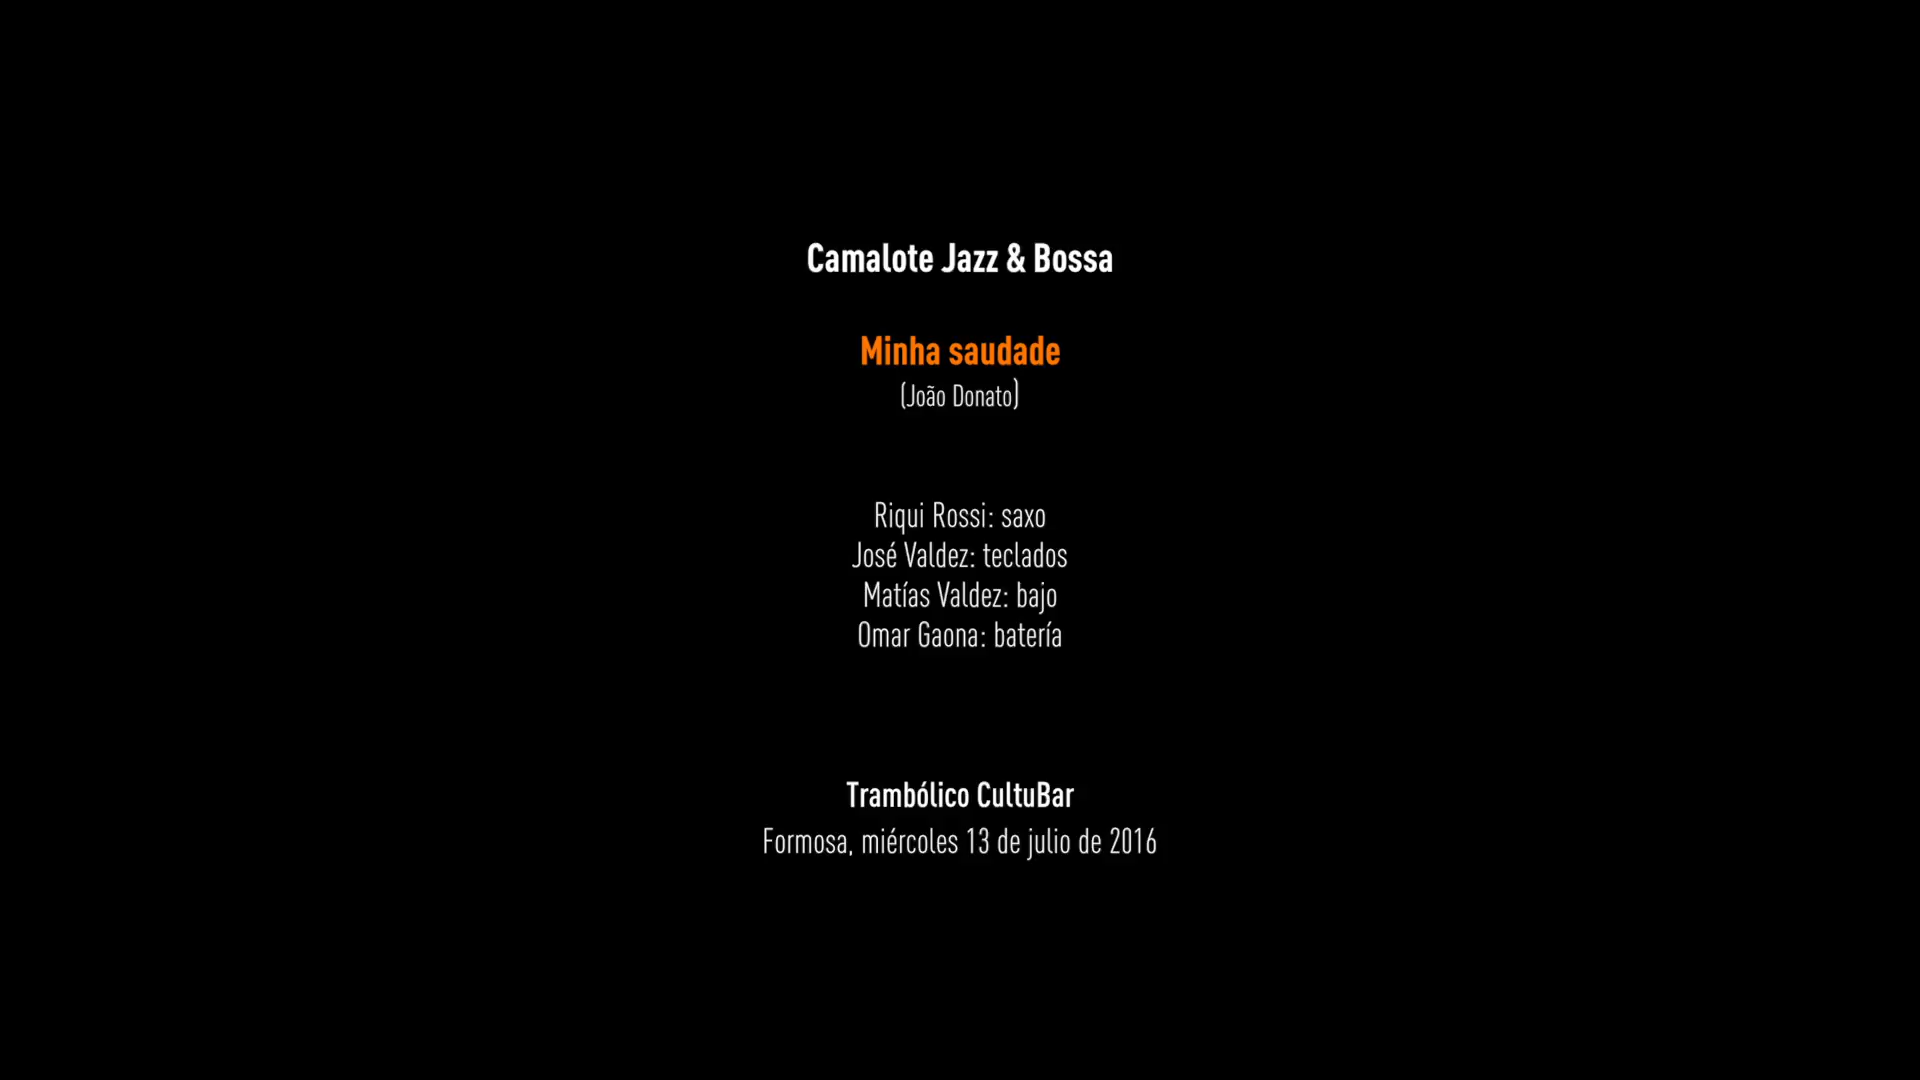 Camalote Jazz & Bossa
Minha saudade
(João Donato)
Riqui Rossi: saxo
José Valdez: teclados
Matías Valdez: bajo
Omar Gaona: batería
Trambólico CultuBar
Formosa, miércoles 13 de julio de 2016